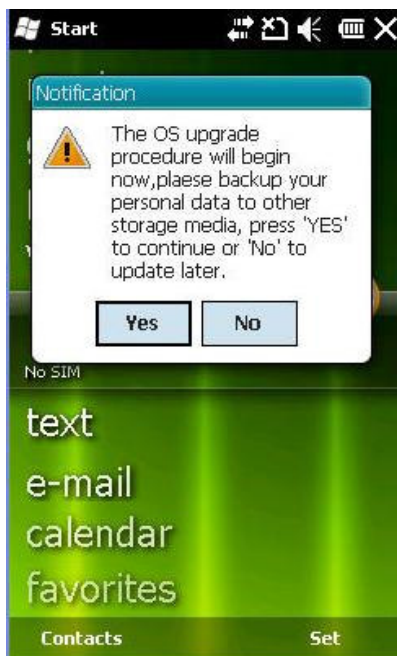 Start
Notification
The OS upgrade
procedure will begin
now,plaese backup your
personal data to other
storage media, press 'YES'
to continue or 'No' to
update later.
Yes No
No SIM
text
e-mail
calendar
favorites
Contacts Set